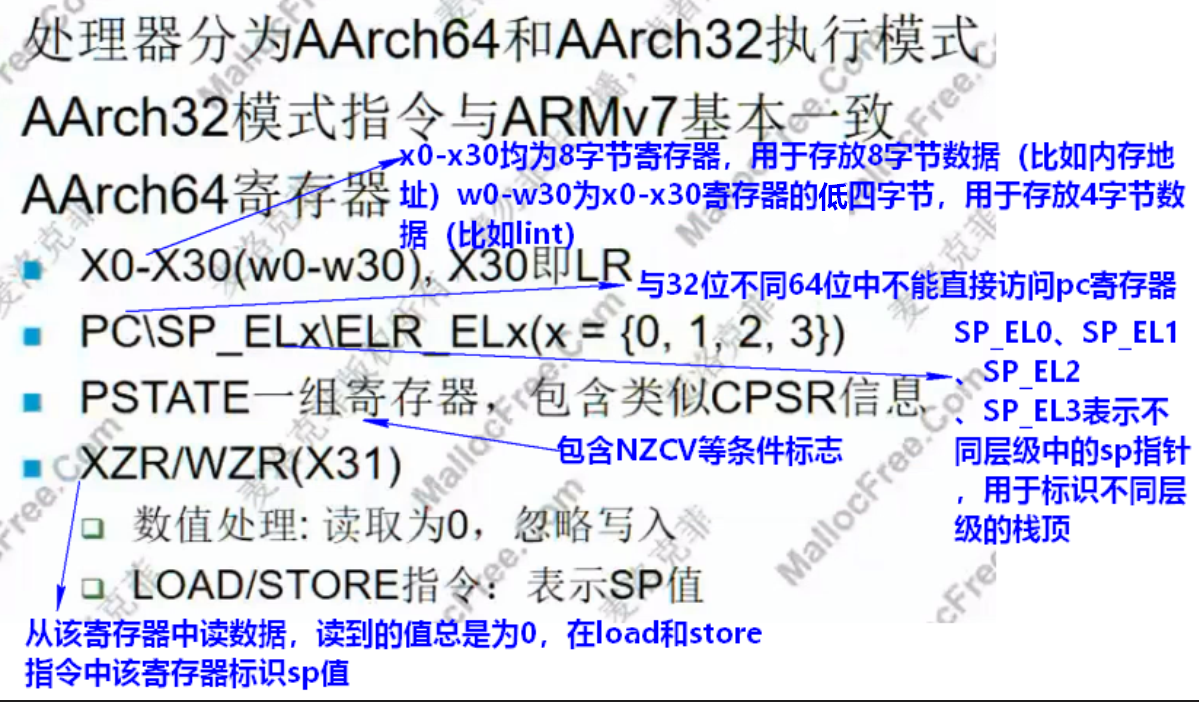 处理器分为AArch64和AArch32执行模式
AArch32模式指令与ARMv7基本一致
x0-x30均为8字节寄存器，用于存放8字节数据（比如内存地
址）w0-w30为x0-x30寄存器的低四字节，用于存放4字节数
据（比如lint)
AArch64寄存器
X0-X30(w0-w30), X30即LR
与32位不同64位中不能直接访问pc寄存器
PC\SP_ELx\ELR_ELx(x = {0, 1, 2, 3})
SP_EL0、SP_EL1
、SP_EL2
、SP_EL3表示不
同层级中的sp指针
，用于标识不同层
级的栈顶
PSTATE一组寄存器，包含类似CPSR信息
包含NZCV等条件标志
XZR/WZR(X31)
数值处理: 读取为0，忽略写入
LOAD/STORE指令：表示SP值
从该寄存器中读数据，读到的值总是为0，在load和store
指令中该寄存器标识sp值